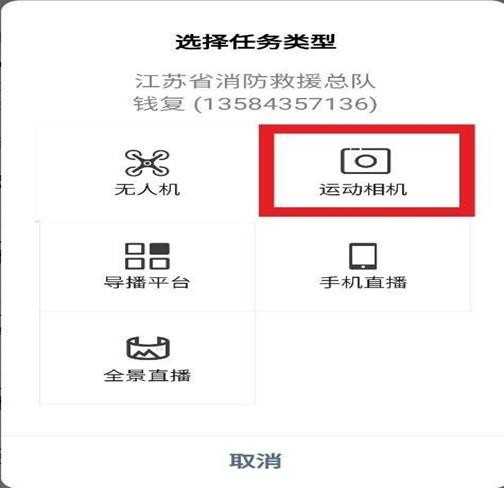 选择任务类型
江苏省消防救援总队
钱复 (13584357136)
无人机
运动相机
导播平台
手机直播
全景直播
取消